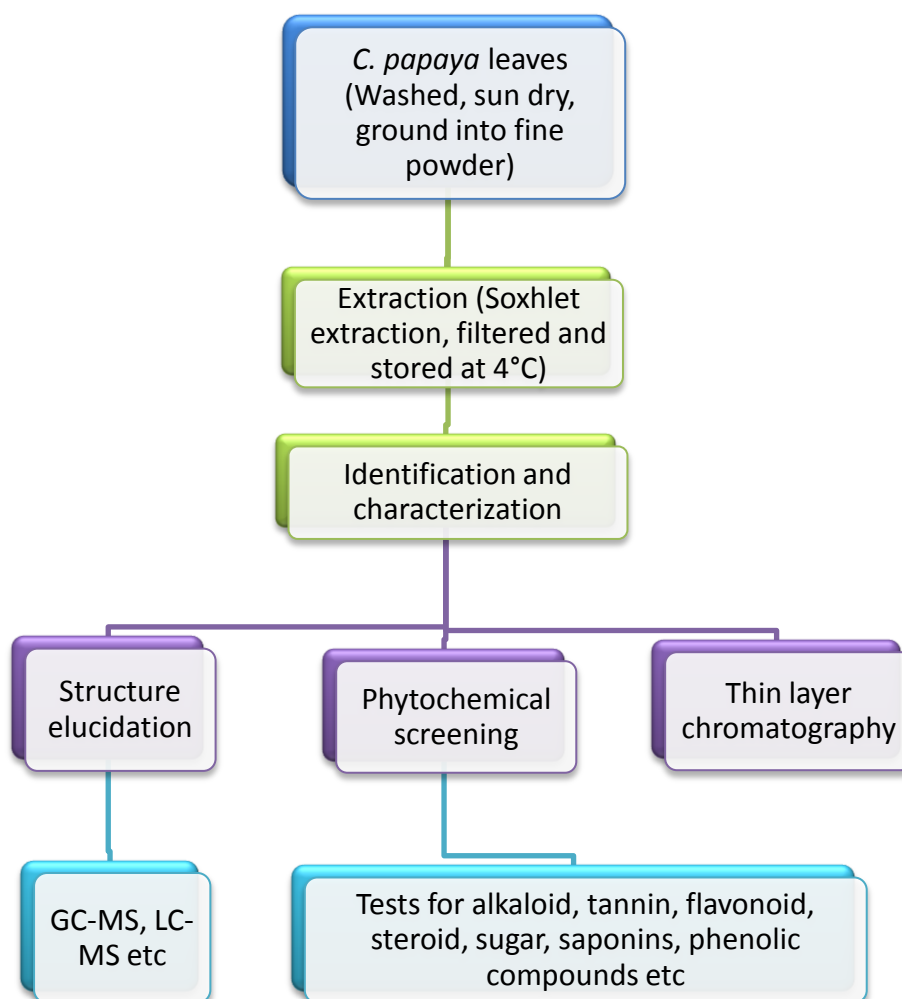 C. papaya leaves
(Washed, sun dry,
ground into fine
powder)
Extraction (Soxhlet
extraction, filtered and
stored at 4°C)
Identification and
characterization
Structure
elucidation
Phytochemical
screening
Thin layer
chromatography
GC-MS, LC-
MS etc
Tests for alkaloid, tannin, flavonoid,
steroid, sugar, saponins, phenolic
compounds etc